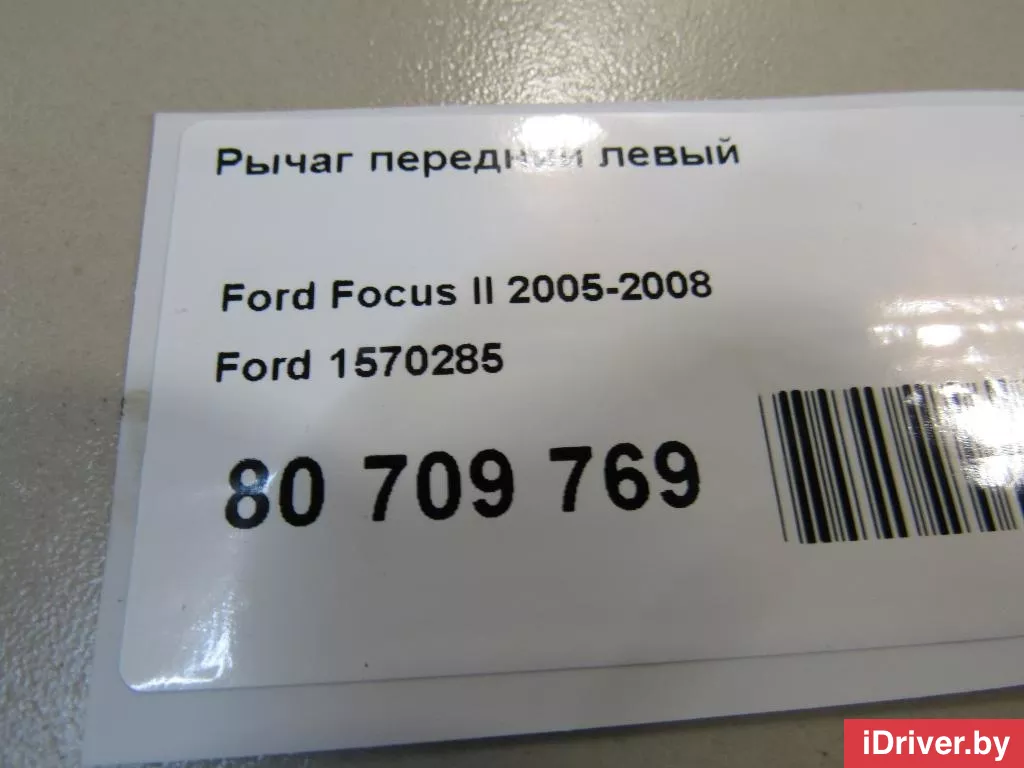 Рычаг передний левый
Ford Focus II 2005-2008
Ford 1570285
80 709 769
iDriver.by